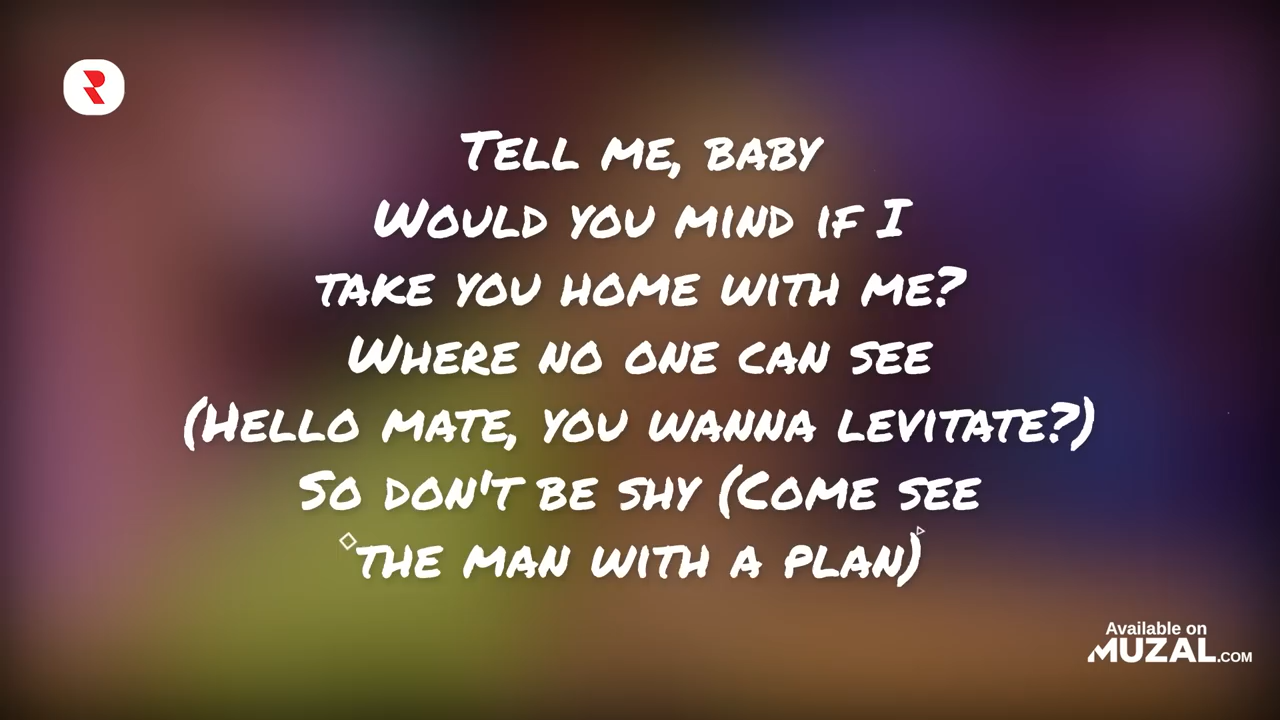 Tell me, baby
Would you mind if I
take you home with me?
Where no one can see
(Hello mate, you wanna levitate?)
So don't be shy (Come see
the man with a plan)
Available on
MUZAL.COM